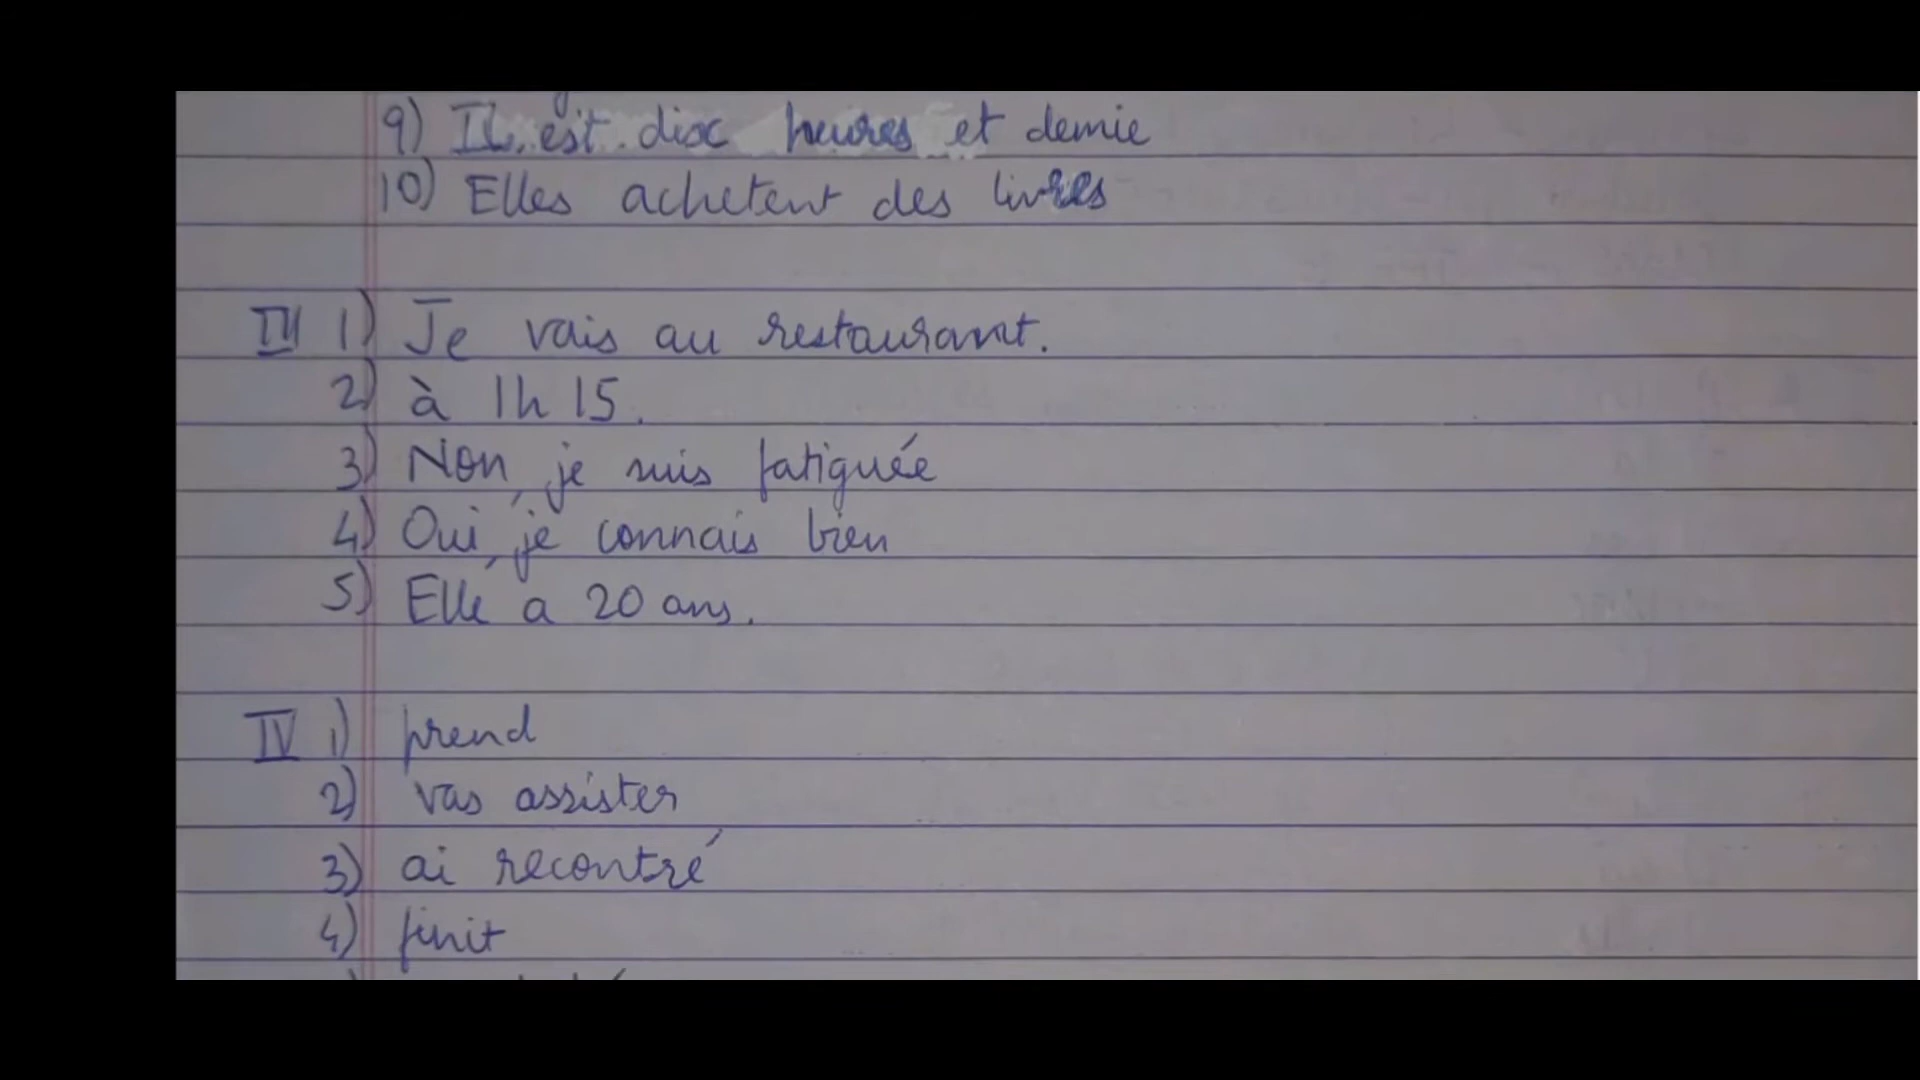 9) Il est dix heures et demie
10) Elles achetent des livres
III 1) Je vais au restaurant.
2) à 1h 15.
3) Non, je suis fatiguée
4) Oui, je connais bien
5) Elle a 20 ans.
IV 1) prend
2) vas assister
3) ai recontré
4) finit